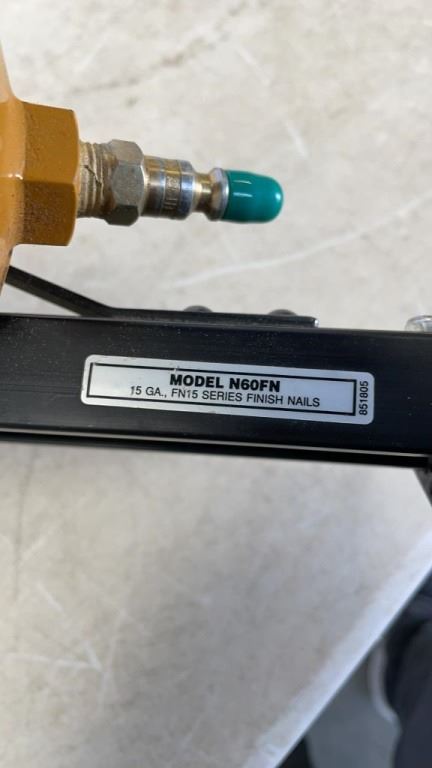 MODEL N60FN
15 GA., FN15 SERIES FINISH NAILS
851805